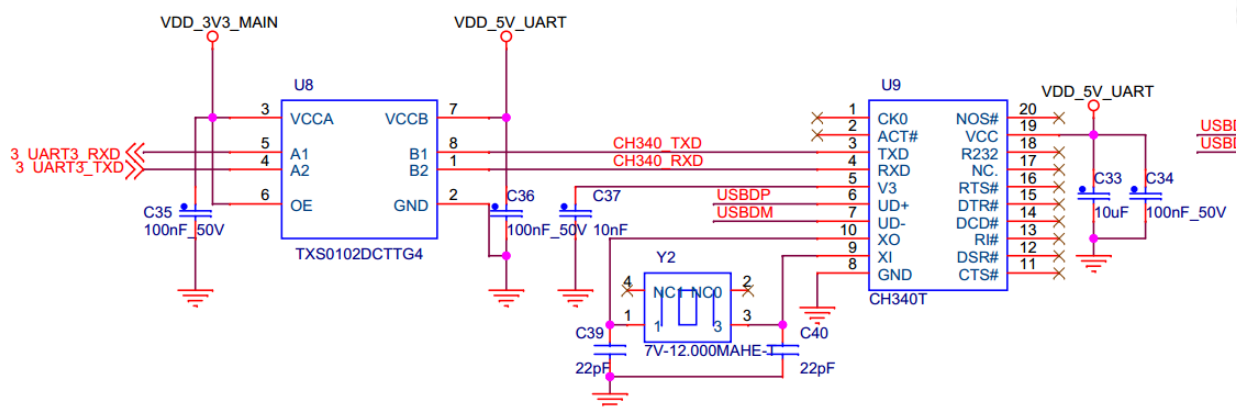 VDD_3V3_MAIN
VDD_5V_UART
U8
3 VCCA VCCB 7
3 UART3_RXD 5 A1 B1 8 CH340_TXD
3 UART3_TXD 4 A2 B2 1 CH340_RXD
6 OE GND 2
TXS0102DCTTG4
C35
100nF_50V
C36
100nF_50V
C37
10nF
USBDP
USBDM
U9
1 CK0 NOS# 20
2 ACT# VCC 19
3 TXD R232 18
4 RXD NC. 17
5 V3 RTS# 16
6 UD+ DTR# 15
7 UD- DCD# 14
10 XO RI# 13
9 XI DSR# 12
8 GND CTS# 11
CH340T
VDD_5V_UART
C33
10uF
C34
100nF_50V
Y2
4 NC1 NC0 2
1 1 3 3
7V-12.000MAHE-T
C39
22pF
C40
22pF